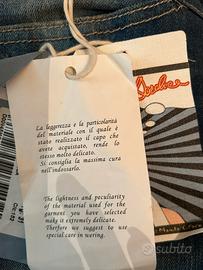 La leggerezza e la particolarità
del materiale con il quale è
stato realizzato il capo che
avete acquistato, rende lo
stesso molto delicato.
Si consiglia la massima cura
nell'indossarlo.
The lightness and peculiarity
of the material used for the
garment you have selected
make it extremely delicate.
Therfore we suggest to use
special care in wering.
subito